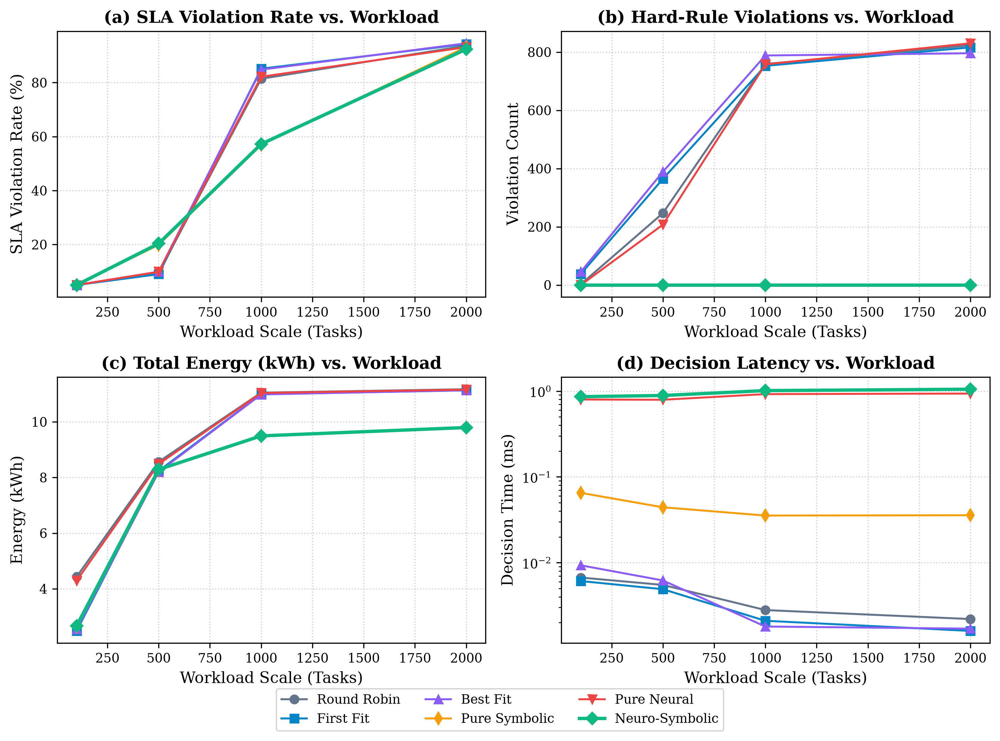 (a) SLA Violation Rate vs. Workload
SLA Violation Rate (%)
80
60
40
20
250 500 750 1000 1250 1500 1750 2000
Workload Scale (Tasks)
(b) Hard-Rule Violations vs. Workload
Violation Count
800
600
400
200
0
250 500 750 1000 1250 1500 1750 2000
Workload Scale (Tasks)
(c) Total Energy (kWh) vs. Workload
Energy (kWh)
10
8
6
4
250 500 750 1000 1250 1500 1750 2000
Workload Scale (Tasks)
(d) Decision Latency vs. Workload
Decision Time (ms)
10⁰
10⁻¹
10⁻²
250 500 750 1000 1250 1500 1750 2000
Workload Scale (Tasks)
Round Robin Best Fit Pure Neural
First Fit Pure Symbolic Neuro-Symbolic